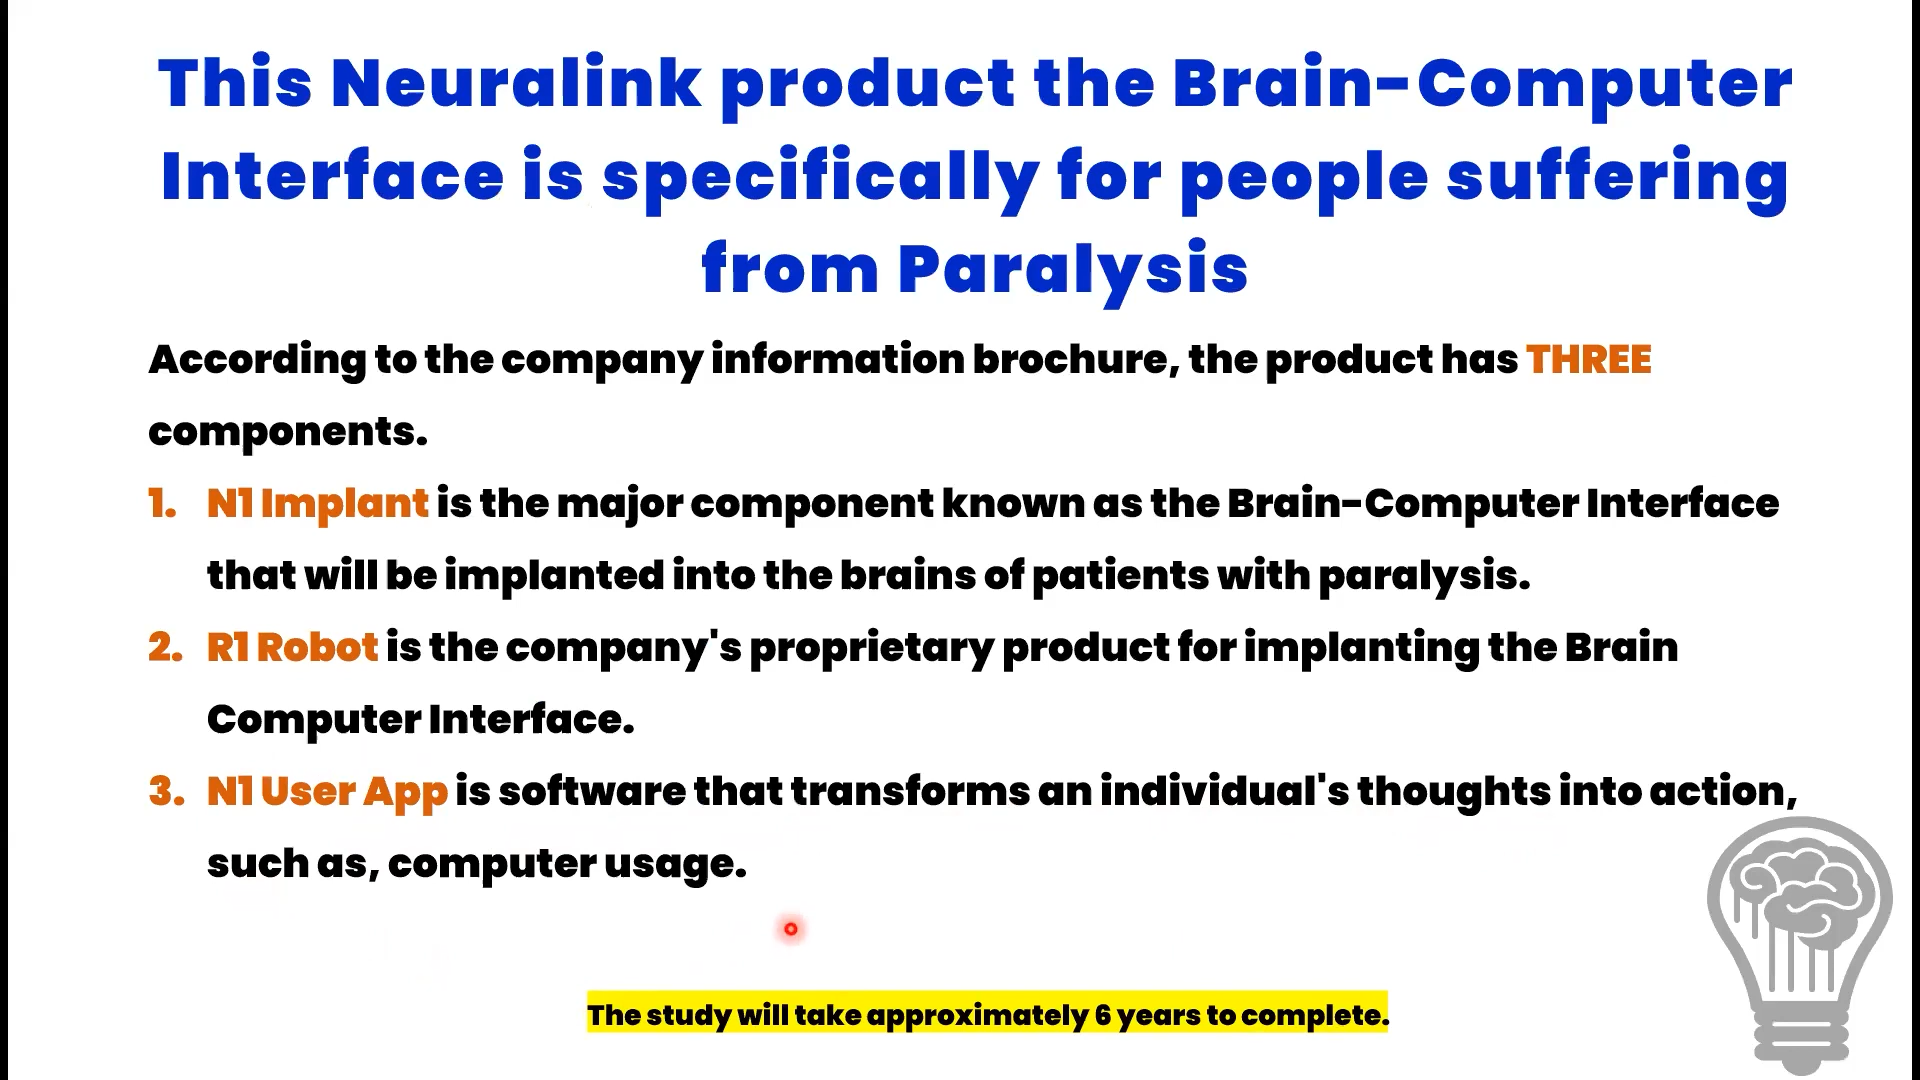 This Neuralink product the Brain-Computer
Interface is specifically for people suffering
from Paralysis
According to the company information brochure, the product has THREE
components.
1. N1 Implant is the major component known as the Brain-Computer Interface
that will be implanted into the brains of patients with paralysis.
2. R1 Robot is the company's proprietary product for implanting the Brain
Computer Interface.
3. N1 User App is software that transforms an individual's thoughts into action,
such as, computer usage.
The study will take approximately 6 years to complete.